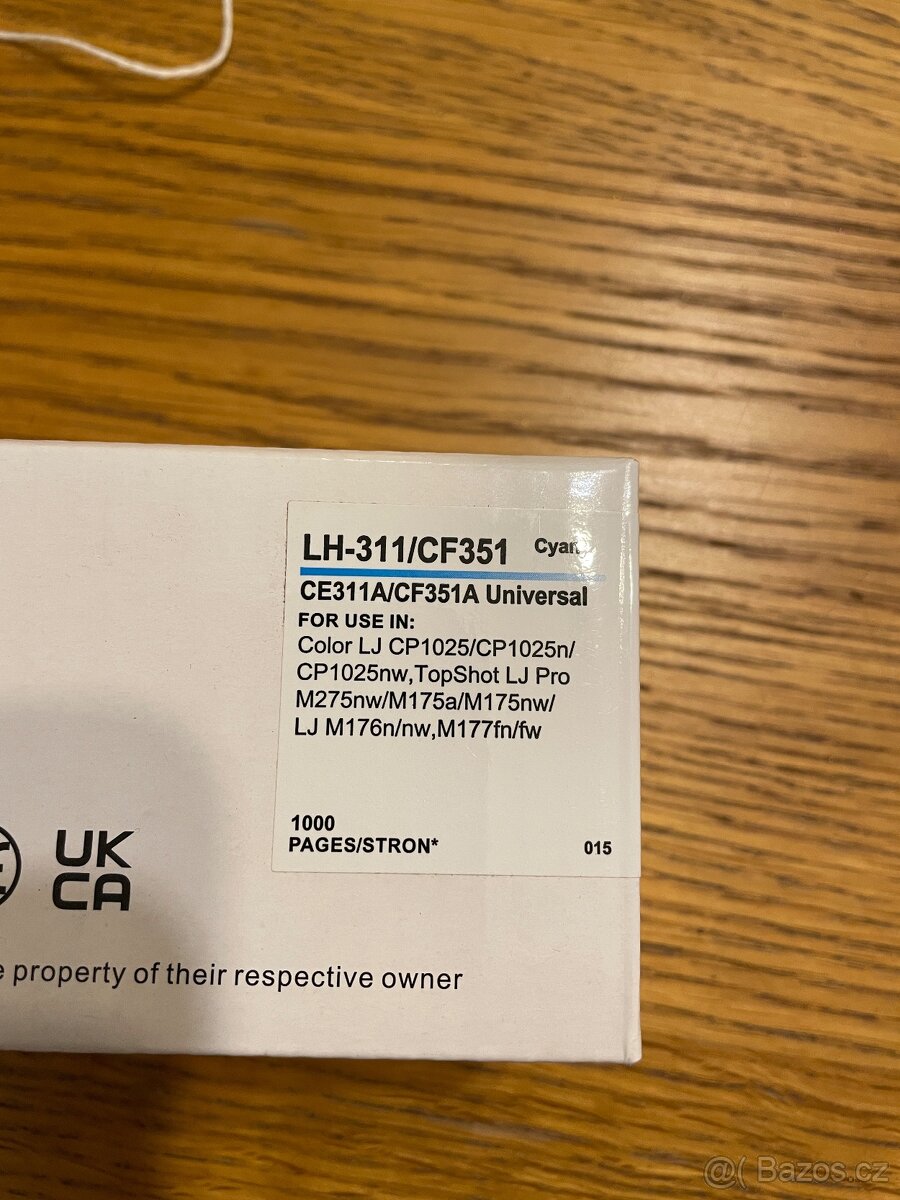 LH-311/CF351 Cyan
CE311A/CF351A Universal
FOR USE IN:
Color LJ CP1025/CP1025n/
CP1025nw,TopShot LJ Pro
M275nw/M175a/M175nw/
LJ M176n/nw,M177fn/fw
1000
PAGES/STRON*
015
UK
CA
property of their respective owner
@( Bazos.cz